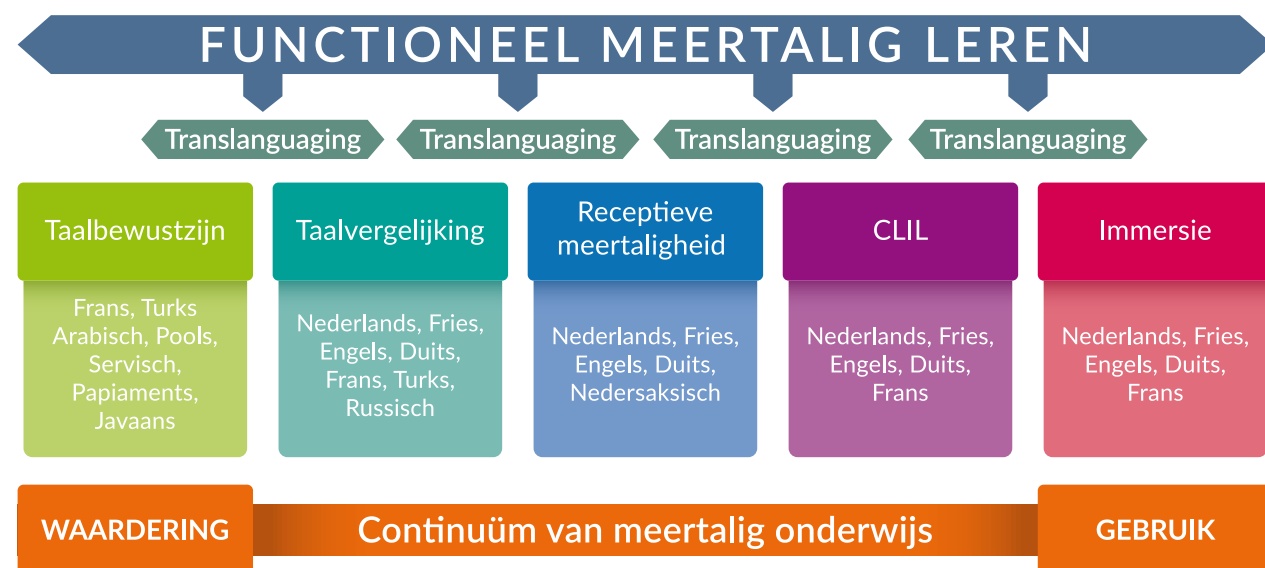 FUNCTIONEEL MEERTALIG LEREN
Translanguaging
Translanguaging
Translanguaging
Translanguaging
Taalbewustzijn
Frans, Turks
Arabisch, Pools,
Servisch,
Papiaments,
Javaans
Taalvergelijking
Nederlands, Fries,
Engels, Duits,
Frans, Turks,
Russisch
Receptieve
meertaligheid
Nederlands, Fries,
Engels, Duits,
Nedersaksisch
CLIL
Nederlands, Fries,
Engels, Duits,
Frans
Immersie
Nederlands, Fries,
Engels, Duits,
Frans
WAARDERING
Continuüm van meertalig onderwijs
GEBRUIK